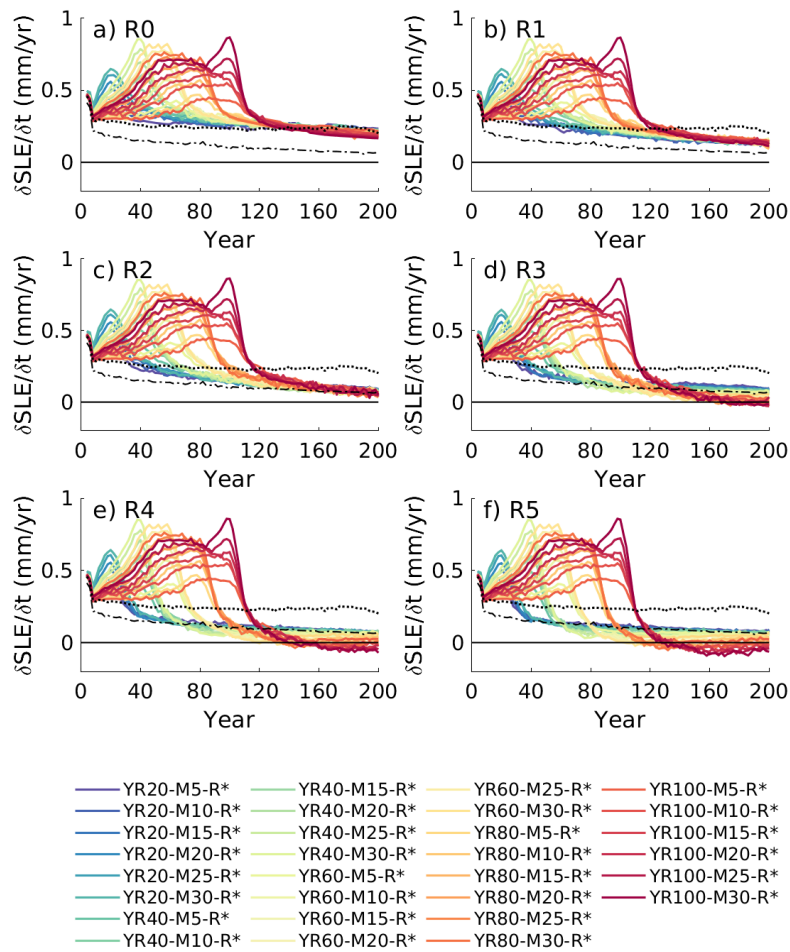 a) R0
b) R1
δSLE/δt (mm/yr)
1
0.5
0
0 40 80 120 160 200
Year
δSLE/δt (mm/yr)
1
0.5
0
0 40 80 120 160 200
Year
c) R2
d) R3
δSLE/δt (mm/yr)
1
0.5
0
0 40 80 120 160 200
Year
δSLE/δt (mm/yr)
1
0.5
0
0 40 80 120 160 200
Year
e) R4
f) R5
δSLE/δt (mm/yr)
1
0.5
0
0 40 80 120 160 200
Year
δSLE/δt (mm/yr)
1
0.5
0
0 40 80 120 160 200
Year
YR20-M5-R*
YR20-M10-R*
YR20-M15-R*
YR20-M20-R*
YR20-M25-R*
YR20-M30-R*
YR40-M5-R*
YR40-M10-R*
YR40-M15-R*
YR40-M20-R*
YR40-M25-R*
YR40-M30-R*
YR60-M5-R*
YR60-M10-R*
YR60-M15-R*
YR60-M20-R*
YR60-M25-R*
YR60-M30-R*
YR80-M5-R*
YR80-M10-R*
YR80-M15-R*
YR80-M20-R*
YR80-M25-R*
YR80-M30-R*
YR100-M5-R*
YR100-M10-R*
YR100-M15-R*
YR100-M20-R*
YR100-M25-R*
YR100-M30-R*